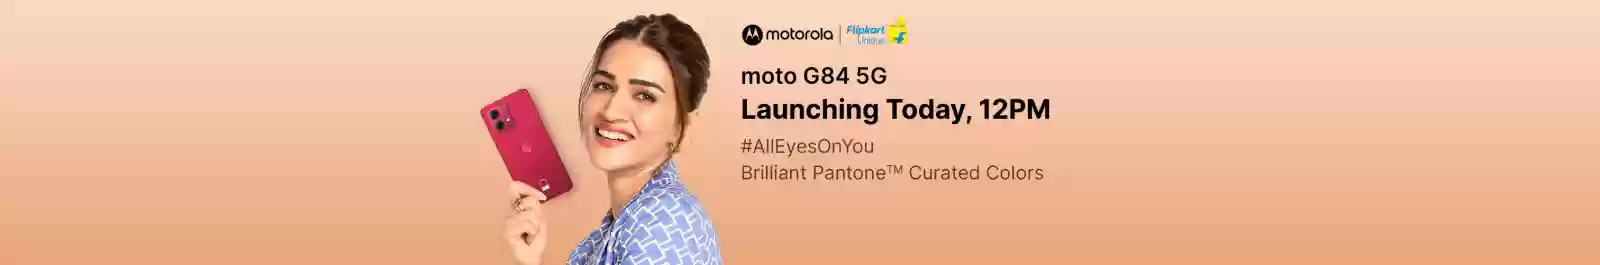 motorola | Flipkart
Unique
moto G84 5G
Launching Today, 12PM
#AllEyesOnYou
Brilliant Pantone™ Curated Colors